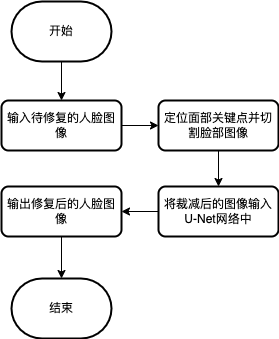 开始
输入待修复的人脸图
像
定位面部关键点并切
割脸部图像
将裁减后的图像输入
U-Net网络中
输出修复后的人脸图
像
结束